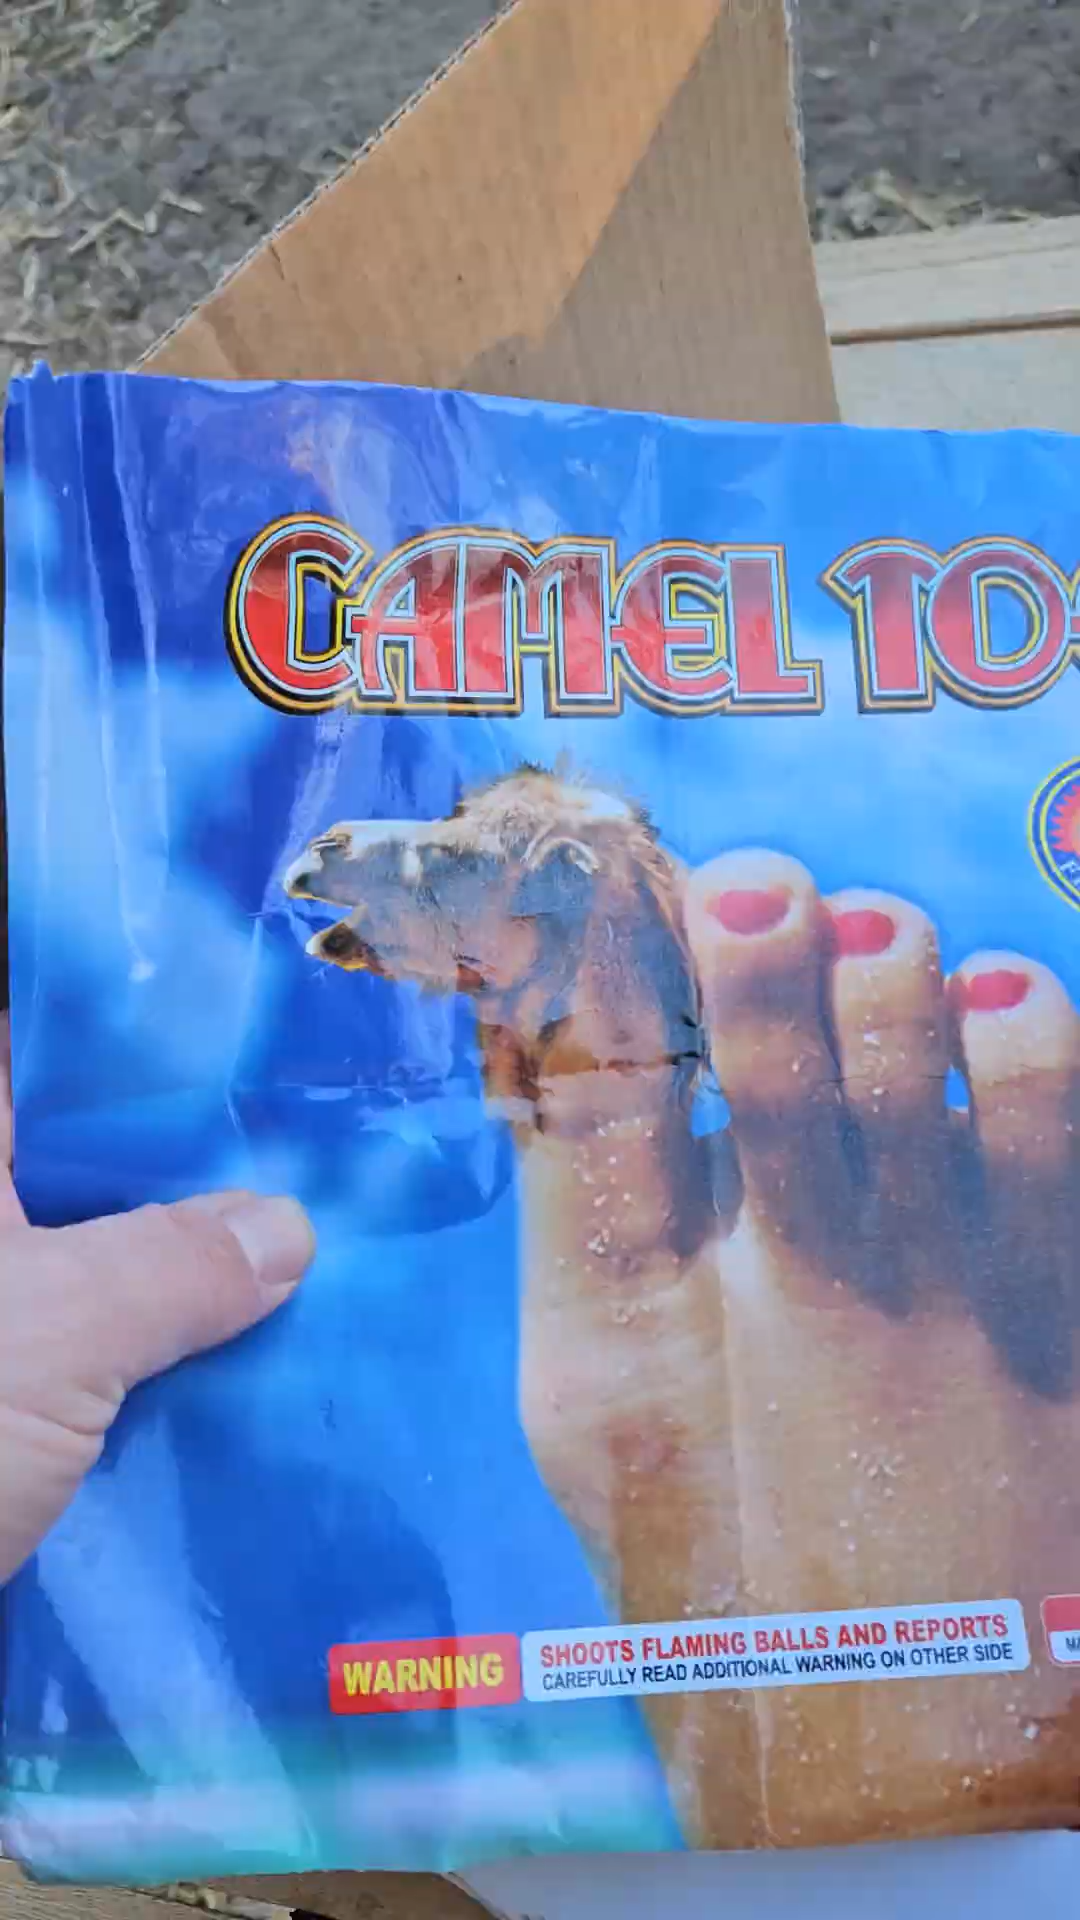 CAMEL TO
WARNING
SHOOTS FLAMING BALLS AND REPORTS
CAREFULLY READ ADDITIONAL WARNING ON OTHER SIDE